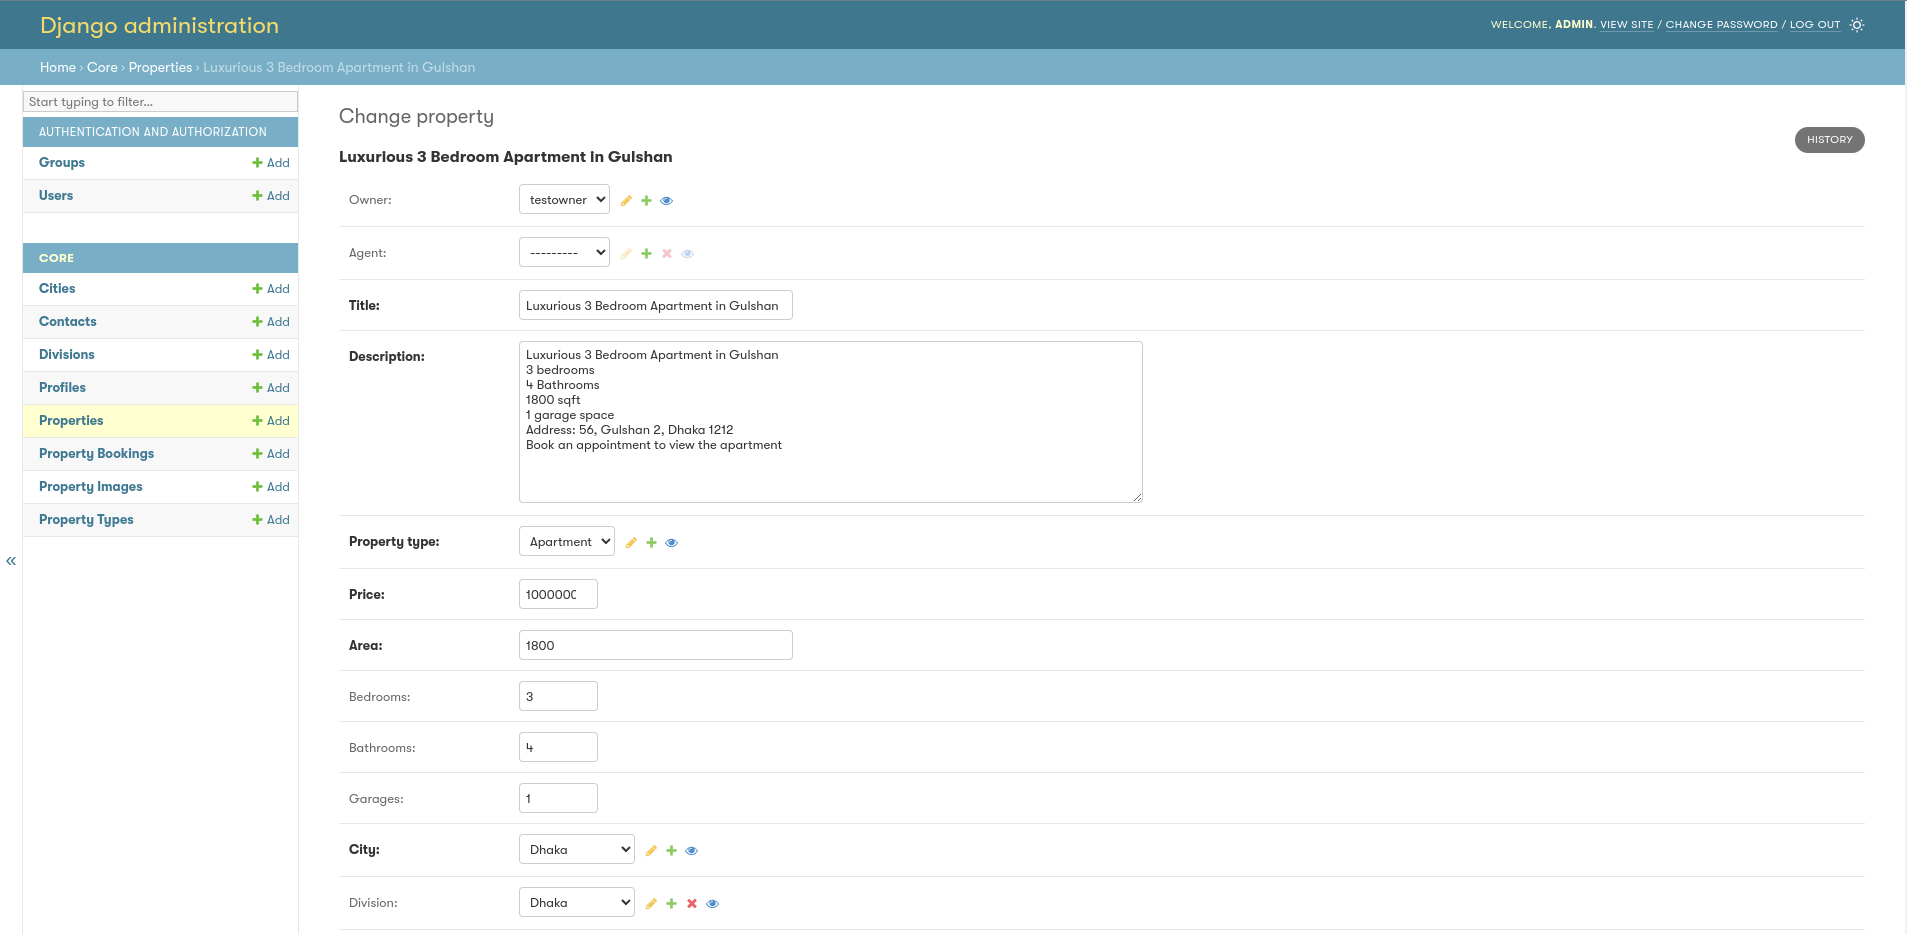 Django administration
WELCOME, ADMIN. VIEW SITE / CHANGE PASSWORD / LOG OUT
Home › Core › Properties › Luxurious 3 Bedroom Apartment in Gulshan
Start typing to filter...
AUTHENTICATION AND AUTHORIZATION
Groups Add
Users Add
CORE
Cities Add
Contacts Add
Divisions Add
Profiles Add
Properties Add
Property Bookings Add
Property Images Add
Property Types Add
«
Change property
HISTORY
Luxurious 3 Bedroom Apartment in Gulshan
Owner: testowner
Agent: ---------
Title: Luxurious 3 Bedroom Apartment in Gulshan
Description: Luxurious 3 Bedroom Apartment in Gulshan
3 bedrooms
4 Bathrooms
1800 sqft
1 garage space
Address: 56, Gulshan 2, Dhaka 1212
Book an appointment to view the apartment
Property type: Apartment
Price: 1000000
Area: 1800
Bedrooms: 3
Bathrooms: 4
Garages: 1
City: Dhaka
Division: Dhaka